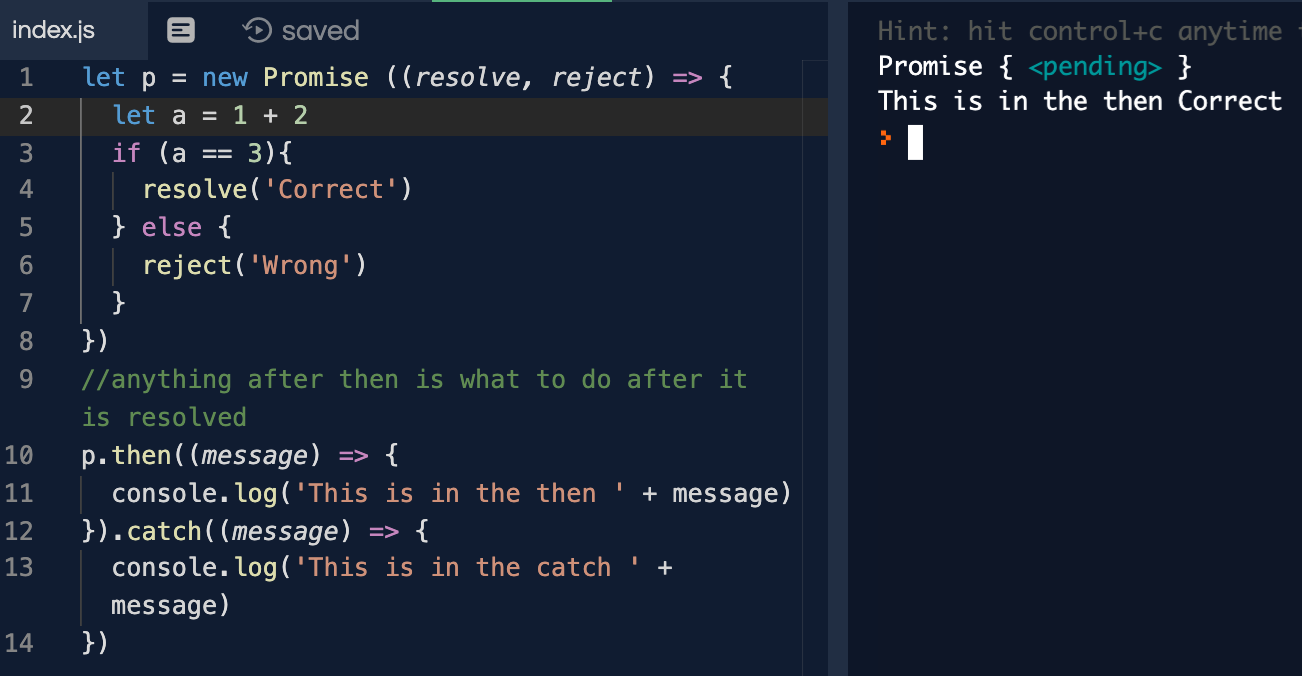 index.js saved
1 let p = new Promise ((resolve, reject) => {
2 let a = 1 + 2
3 if (a == 3){
4 resolve('Correct')
5 } else {
6 reject('Wrong')
7 }
8 })
9 //anything after then is what to do after it
is resolved
10 p.then((message) => {
11 console.log('This is in the then ' + message)
12 }).catch((message) => {
13 console.log('This is in the catch ' +
message)
14 })
Hint: hit control+c anytime
Promise { <pending> }
This is in the then Correct